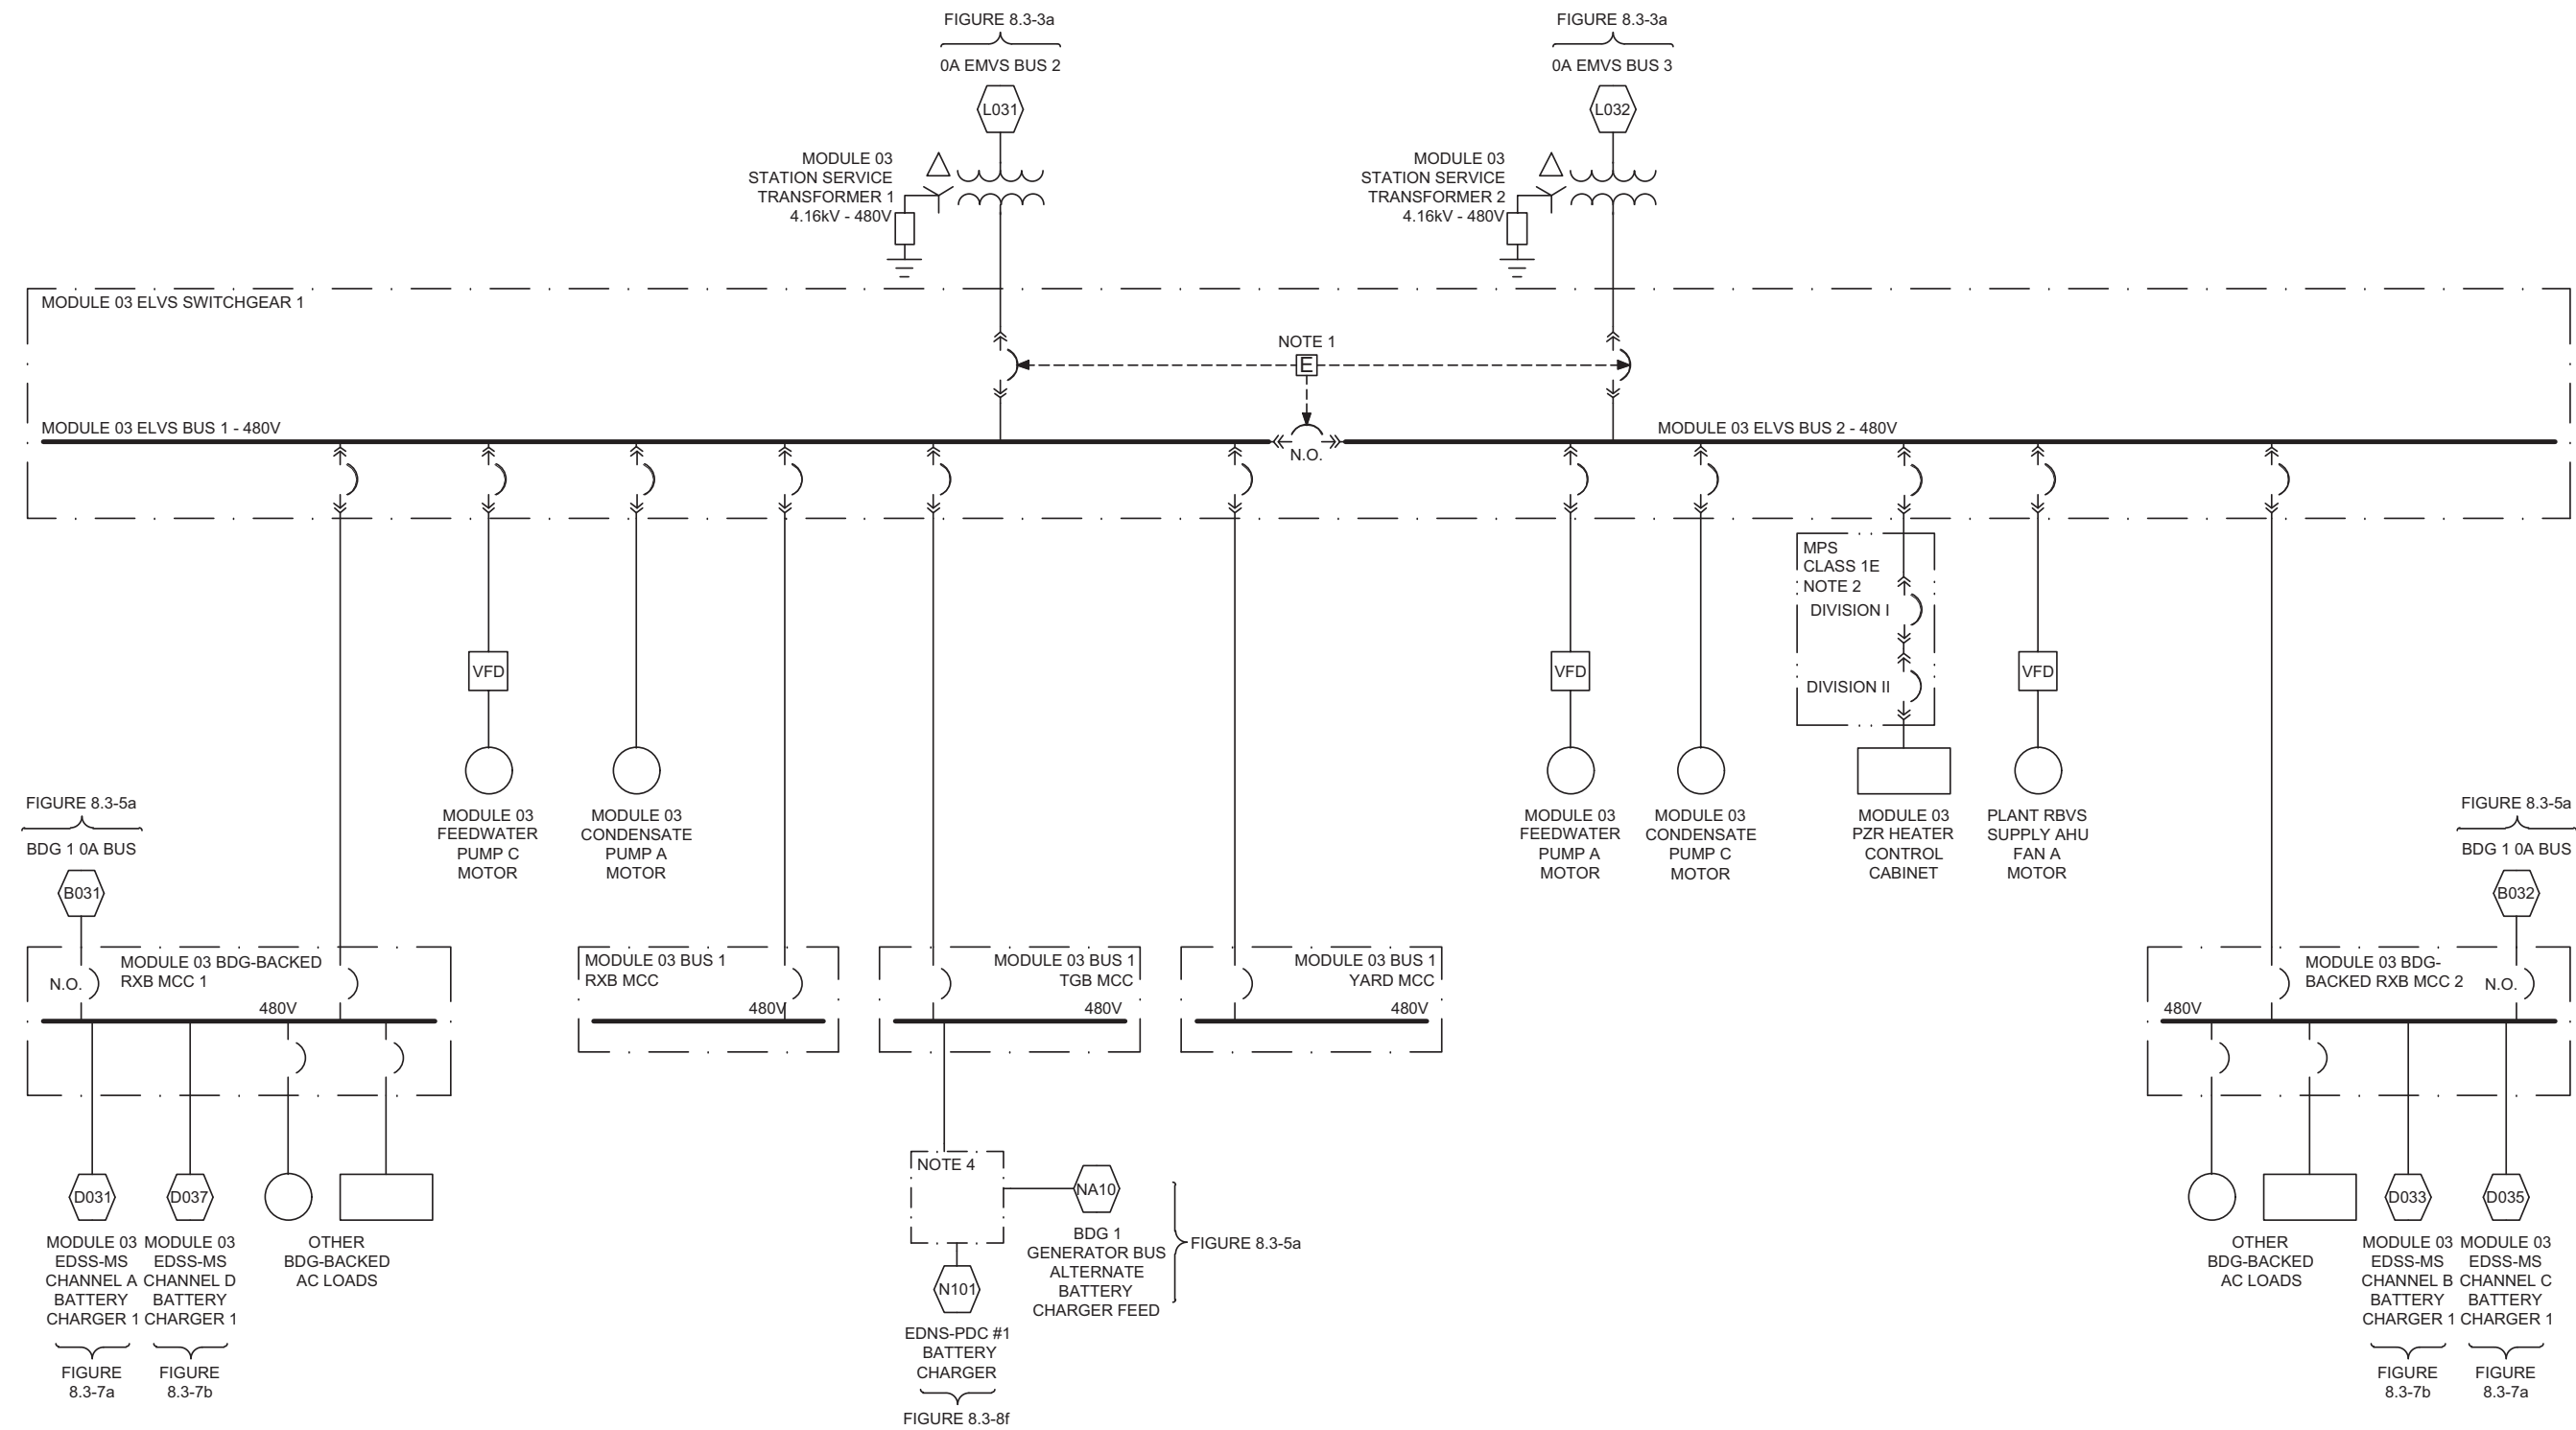 FIGURE 8.3-3a
0A EMVS BUS 2
L031
MODULE 03
STATION SERVICE
TRANSFORMER 1
4.16kV - 480V
FIGURE 8.3-3a
0A EMVS BUS 3
L032
MODULE 03
STATION SERVICE
TRANSFORMER 2
4.16kV - 480V
MODULE 03 ELVS SWITCHGEAR 1
NOTE 1
E
MODULE 03 ELVS BUS 1 - 480V
N.O.
MODULE 03 ELVS BUS 2 - 480V
VFD
MODULE 03
FEEDWATER
PUMP C
MOTOR
MODULE 03
CONDENSATE
PUMP A
MOTOR
VFD
MODULE 03
FEEDWATER
PUMP A
MOTOR
MODULE 03
CONDENSATE
PUMP C
MOTOR
MPS
CLASS 1E
NOTE 2
DIVISION I
DIVISION II
MODULE 03
PZR HEATER
CONTROL
CABINET
VFD
PLANT RBVS
SUPPLY AHU
FAN A
MOTOR
FIGURE 8.3-5a
BDG 1 0A BUS
B031
N.O.
MODULE 03 BDG-BACKED
RXB MCC 1
480V
D031
MODULE 03
EDSS-MS
CHANNEL A
BATTERY
CHARGER 1
FIGURE
8.3-7a
D037
MODULE 03
EDSS-MS
CHANNEL D
BATTERY
CHARGER 1
FIGURE
8.3-7b
OTHER
BDG-BACKED
AC LOADS
MODULE 03 BUS 1
RXB MCC
480V
MODULE 03 BUS 1
TGB MCC
480V
NOTE 4
NA10
BDG 1
GENERATOR BUS
ALTERNATE
BATTERY
CHARGER FEED
FIGURE 8.3-5a
N101
EDNS-PDC #1
BATTERY
CHARGER
FIGURE 8.3-8f
MODULE 03 BUS 1
YARD MCC
480V
FIGURE 8.3-5a
BDG 1 0A BUS
B032
MODULE 03 BDG-
BACKED RXB MCC 2
N.O.
480V
OTHER
BDG-BACKED
AC LOADS
D033
MODULE 03
EDSS-MS
CHANNEL B
BATTERY
CHARGER 1
FIGURE
8.3-7b
D035
MODULE 03
EDSS-MS
CHANNEL C
BATTERY
CHARGER 1
FIGURE
8.3-7a